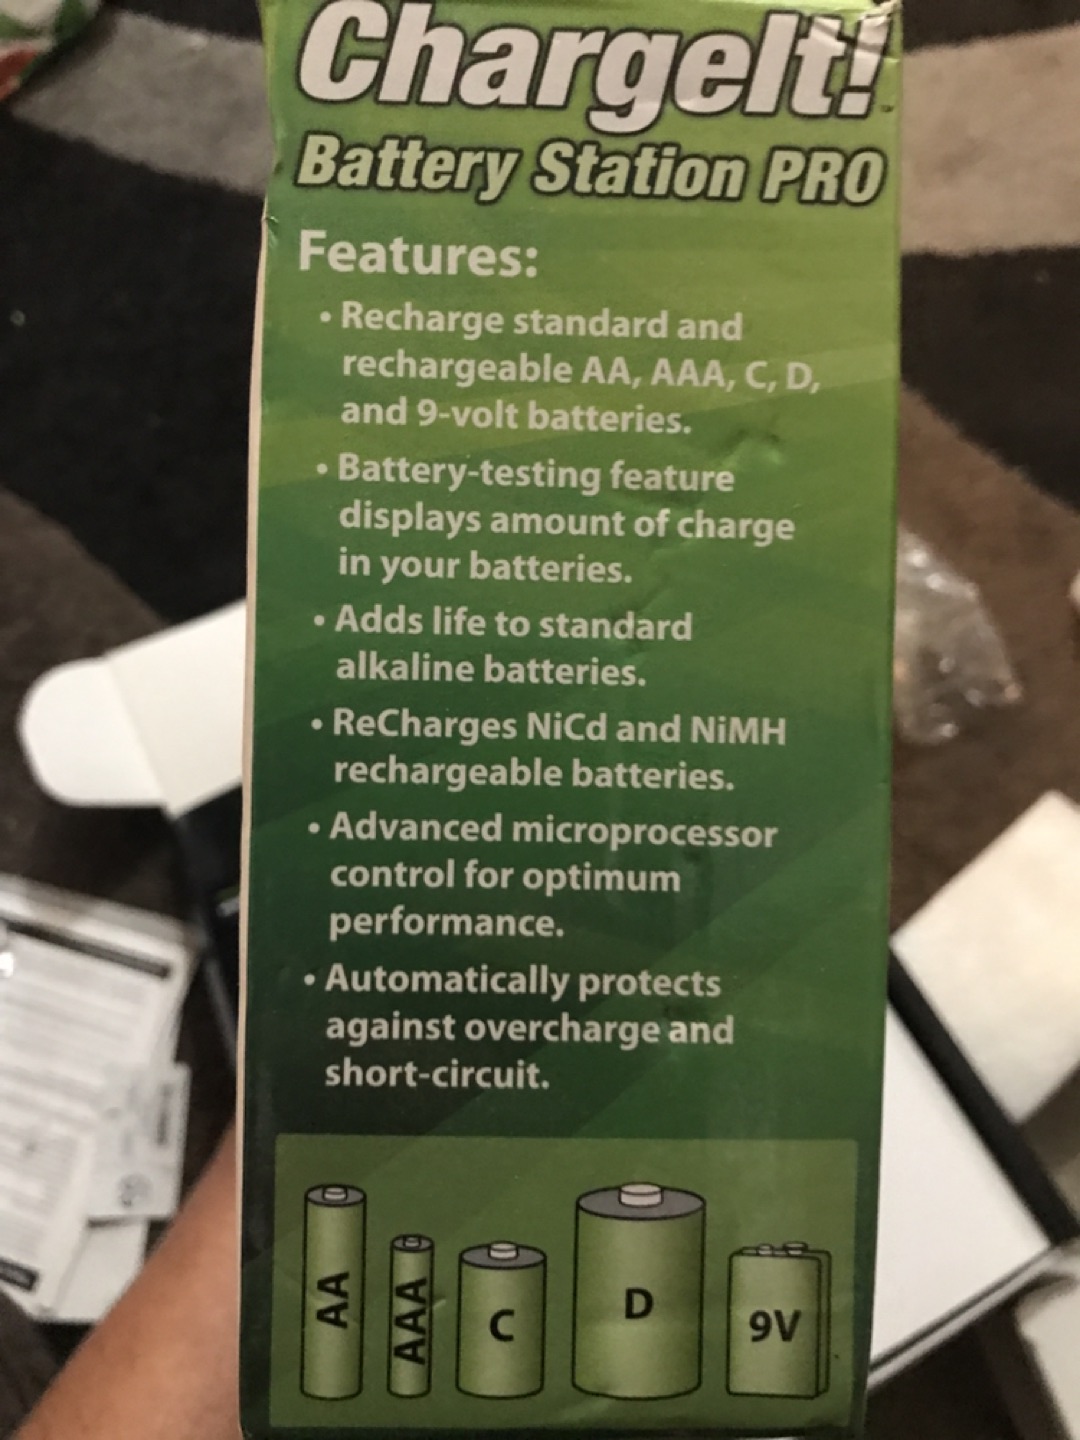 ChargeIt!
Battery Station PRO
Features:
• Recharge standard and
rechargeable AA, AAA, C, D,
and 9-volt batteries.
• Battery-testing feature
displays amount of charge
in your batteries.
• Adds life to standard
alkaline batteries.
• ReCharges NiCd and NiMH
rechargeable batteries.
• Advanced microprocessor
control for optimum
performance.
• Automatically protects
against overcharge and
short-circuit.
AA
AAA
C
D
9V